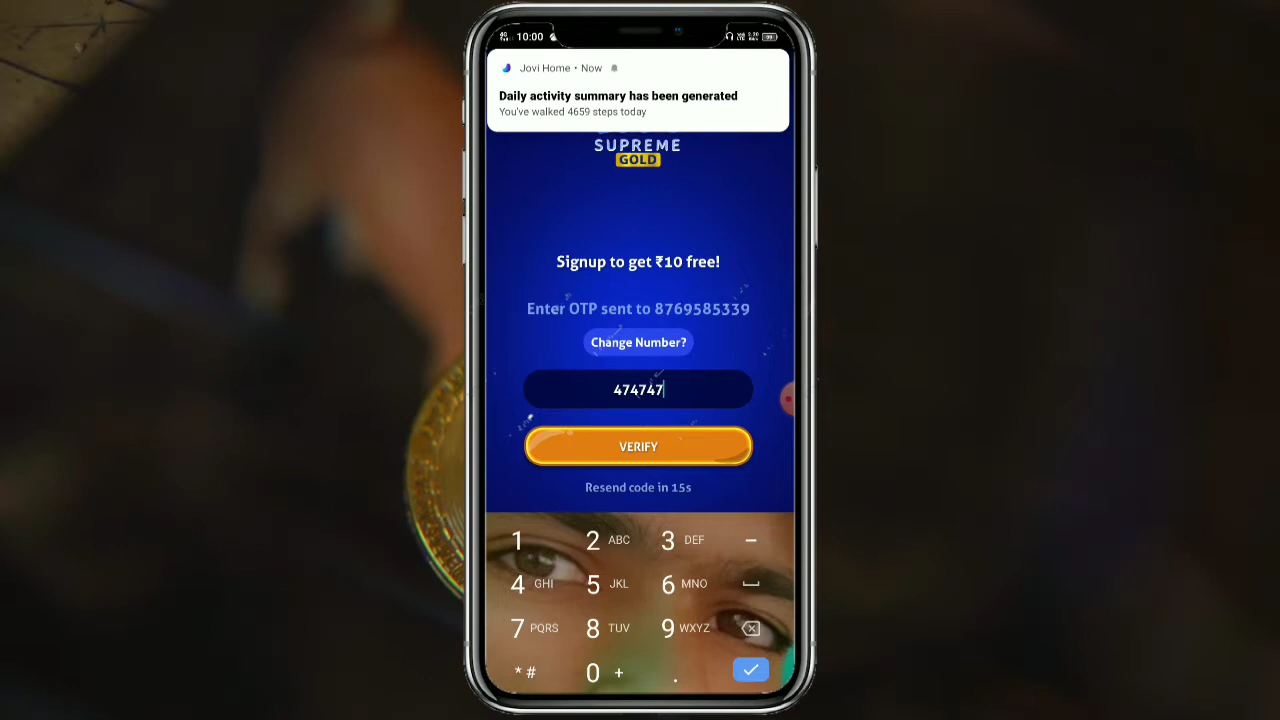 10:00
Jovi Home • Now
Daily activity summary has been generated
You've walked 4659 steps today
SUPREME
GOLD
Signup to get ₹10 free!
Enter OTP sent to 8769585339
Change Number?
474747
VERIFY
Resend code in 15s
1 2 ABC 3 DEF -
4 GHI 5 JKL 6 MNO
7 PQRS 8 TUV 9 WXYZ
* # 0 + .